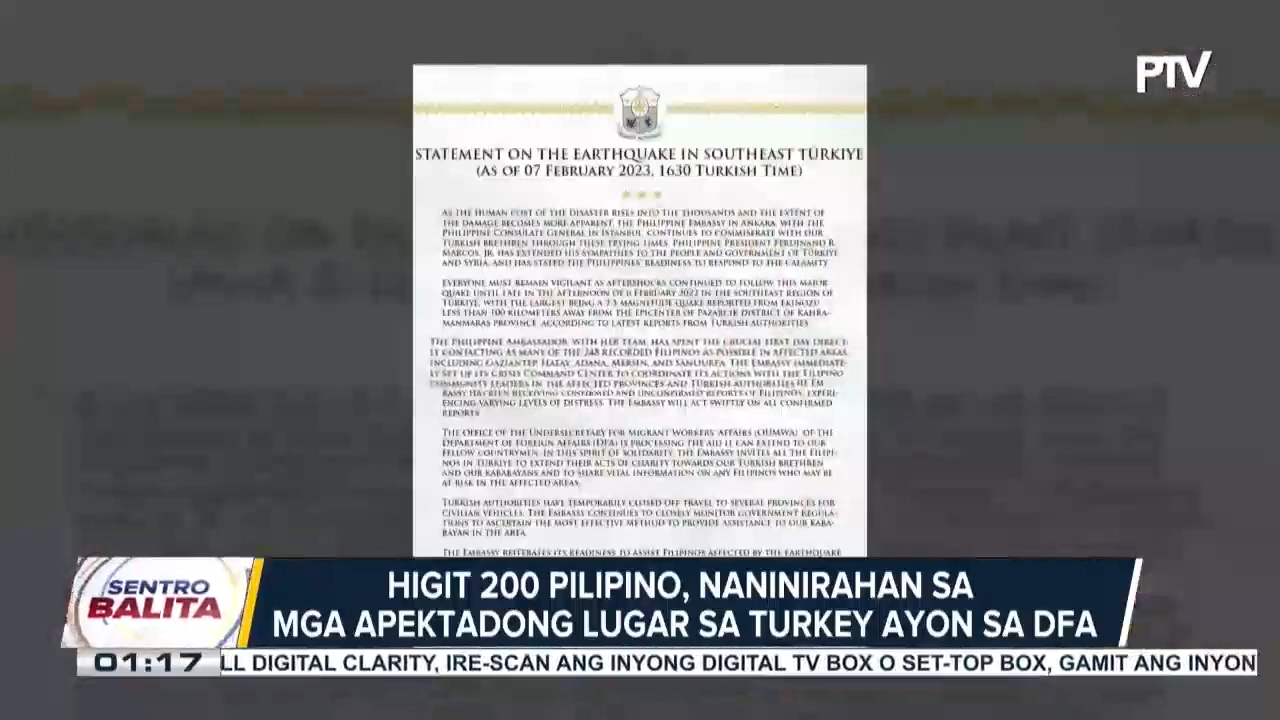 PTV
STATEMENT ON THE EARTHQUAKE IN SOUTHEAST TÜRKIYE
(AS OF 07 FEBRUARY 2023, 1630 TURKISH TIME)
AS THE HUMAN COST OF THE DISASTER RISES INTO THE THOUSANDS AND THE EXTENT OF
THE DAMAGE BECOMES MORE APPARENT, THE PHILIPPINE EMBASSY IN ANKARA, WITH THE
PHILIPPINE CONSULATE GENERAL IN ISTANBUL, CONTINUES TO COMMISERATE WITH OUR
TURKISH BRETHREN THROUGH THESE TRYING TIMES. PHILIPPINE PRESIDENT FERDINAND R.
MARCOS, JR. HAS EXTENDED HIS SYMPATHIES TO THE PEOPLE AND GOVERNMENT OF TÜRKIYE
AND SYRIA, AND HAS STATED THE PHILIPPINES' READINESS TO RESPOND TO THE CALAMITY.
EVERYONE MUST REMAIN VIGILANT AS AFTERSHOCKS CONTINUED TO FOLLOW THIS MAJOR
QUAKE UNTIL LATE IN THE AFTERNOON OF FEBRUARY IN THE SOUTHEAST REGION OF
TÜRKIYE, WITH THE LARGEST BEING A 7.5 MAGNITUDE QUAKE REPORTED FROM EKINOZU
LESS THAN 100 KILOMETERS AWAY FROM THE EPICENTER OF DISTRICT OF KAHRA-
MANMARAS PROVINCE, ACCORDING TO LATEST REPORTS FROM TURKISH AUTHORITIES.
THE PHILIPPINE AMBASSADOR, WITH HER TEAM, HAS SPENT THE CRUCIAL FIRST DAY DIRECT-
LY CONTACTING AS MANY OF THE 248 RECORDED FILIPINOS AS POSSIBLE IN AFFECTED AREAS,
INCLUDING GAZIANTEP, HATAY, ADANA, MERSIN, AND SANLIURFA. THE EMBASSY IMMEDIATE-
LY SET UP ITS CRISIS COMMAND CENTER TO COORDINATE ITS ACTIONS WITH THE FILIPINO
COMMUNITY LEADERS IN THE AFFECTED PROVINCES AND TURKISH AUTHORITIES. EM-
BASSY HAS BEEN RECEIVING CONFIRMED AND UNCONFIRMED REPORTS OF FILIPINOS, EXPERI-
ENCING VARYING LEVELS OF DISTRESS. THE EMBASSY WILL ACT SWIFTLY ON ALL CONFIRMED
REPORTS.
THE OFFICE OF THE UNDERSECRETARY FOR MIGRANT WORKERS' AFFAIRS (OUMWA), OF THE
DEPARTMENT OF FOREIGN AFFAIRS (DFA) IS PROCESSING THE AID IT CAN EXTEND TO OUR
FELLOW COUNTRYMEN. IN THIS SPIRIT OF SOLIDARITY, THE EMBASSY INVITES ALL THE FILIPI-
NOS IN TÜRKIYE TO EXTEND THEIR ACTS OF CHARITY TOWARDS OUR TURKISH BRETHREN
AND OUR KABABAYANS AND TO SHARE VITAL INFORMATION ON ANY FILIPINOS WHO MAY BE
AT RISK IN THE AFFECTED AREAS.
TURKISH AUTHORITIES HAVE TEMPORARILY CLOSED OFF TRAVEL TO SEVERAL PROVINCES FOR
CIVILIAN VEHICLES. THE EMBASSY CONTINUES TO CLOSELY MONITOR GOVERNMENT REGULA-
TIONS TO ASCERTAIN THE MOST EFFECTIVE METHOD TO PROVIDE ASSISTANCE TO OUR KABA-
BAYAN IN THE AREA.
THE EMBASSY REITERATES ITS READINESS TO ASSIST FILIPINOS AFFECTED BY THE EARTHQUAKE
SENTRO
BALITA
HIGIT 200 PILIPINO, NANINIRAHAN SA
MGA APEKTADONG LUGAR SA TURKEY AYON SA DFA
01:17
LL DIGITAL CLARITY, IRE-SCAN ANG INYONG DIGITAL TV BOX O SET-TOP BOX, GAMIT ANG INYON